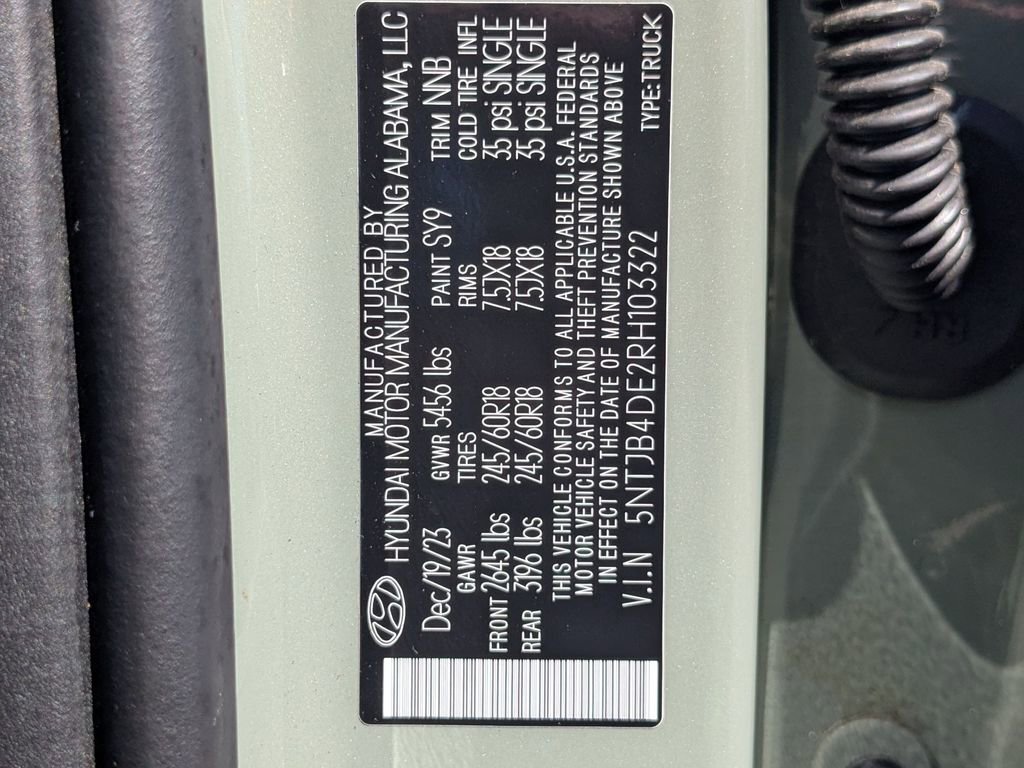 MANUFACTURED BY
HYUNDAI MOTOR MANUFACTURING ALABAMA, LLC
Dec/19/23 GVWR 5456 lbs PAINT SY9 TRIM NNB
GAWR TIRES RIMS COLD TIRE INFL
FRONT 2645 lbs 245/60R18 7.5JX18 35 psi SINGLE
REAR 3196 lbs 245/60R18 7.5JX18 35 psi SINGLE
THIS VEHICLE CONFORMS TO ALL APPLICABLE U.S.A. FEDERAL
MOTOR VEHICLE SAFETY AND THEFT PREVENTION STANDARDS
IN EFFECT ON THE DATE OF MANUFACTURE SHOWN ABOVE
V.I.N 5NTJB4DE2RH103322 TYPE:TRUCK